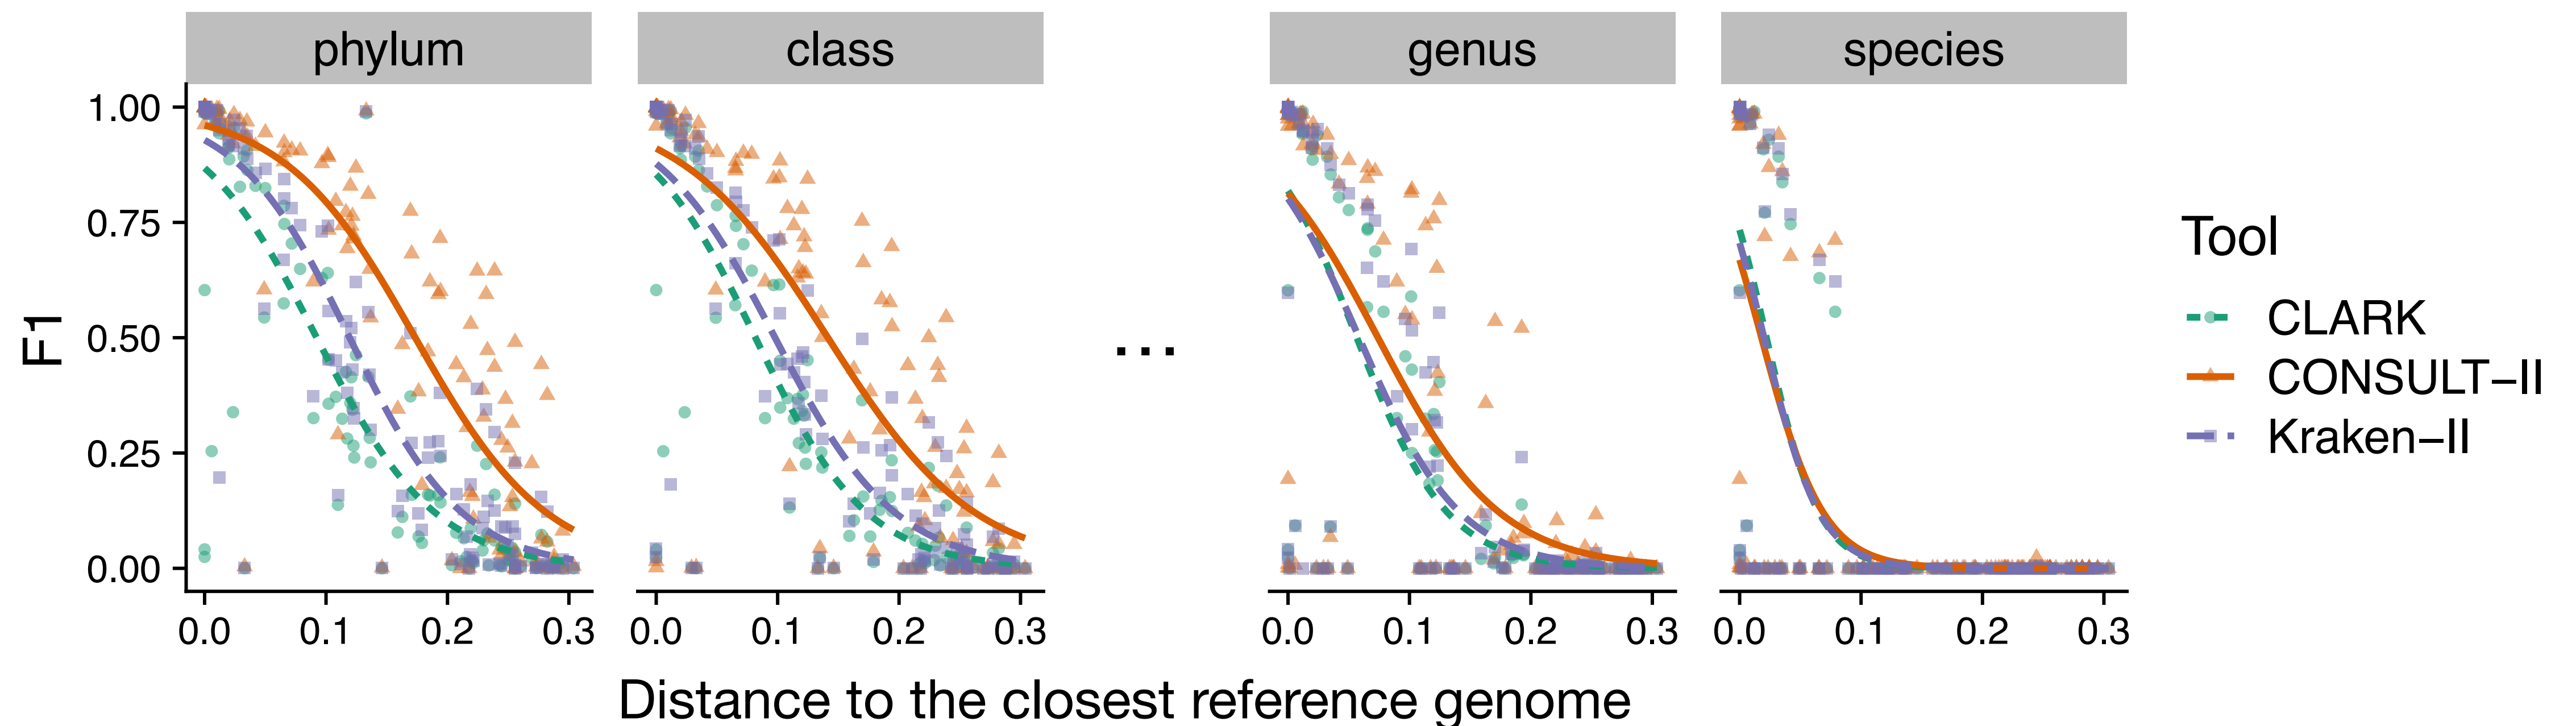 phylum
class
genus
species
F1
1.00
0.75
0.50
0.25
0.00
0.0 0.1 0.2 0.3
0.0 0.1 0.2 0.3
...
0.0 0.1 0.2 0.3
0.0 0.1 0.2 0.3
Distance to the closest reference genome
Tool
CLARK
CONSULT−II
Kraken−II